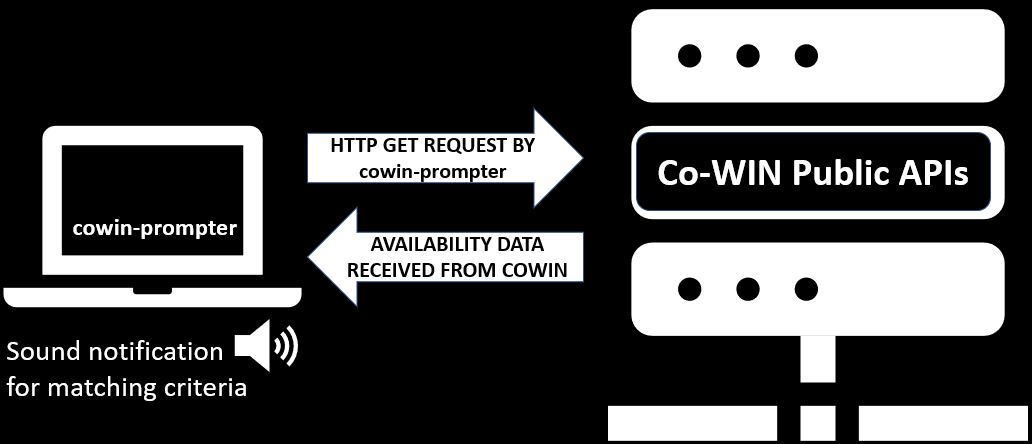 HTTP GET REQUEST BY
cowin-prompter
Co-WIN Public APIs
cowin-prompter
AVAILABILITY DATA
RECEIVED FROM COWIN
Sound notification
for matching criteria